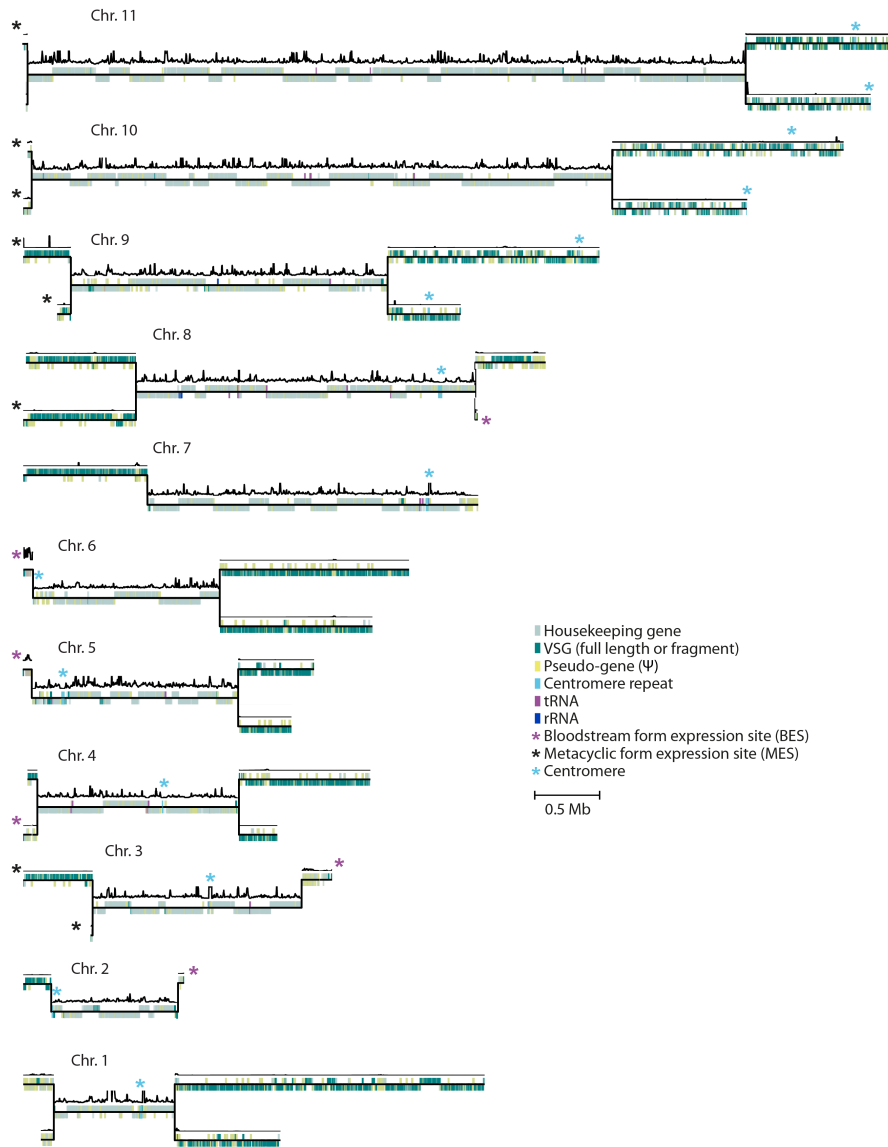 Chr. 11
Chr. 10
Chr. 9
Chr. 8
Chr. 7
Chr. 6
Chr. 5
Chr. 4
Chr. 3
Chr. 2
Chr. 1
Housekeeping gene
VSG (full length or fragment)
Pseudo-gene (Ψ)
Centromere repeat
tRNA
rRNA
* Bloodstream form expression site (BES)
* Metacyclic form expression site (MES)
* Centromere
0.5 Mb